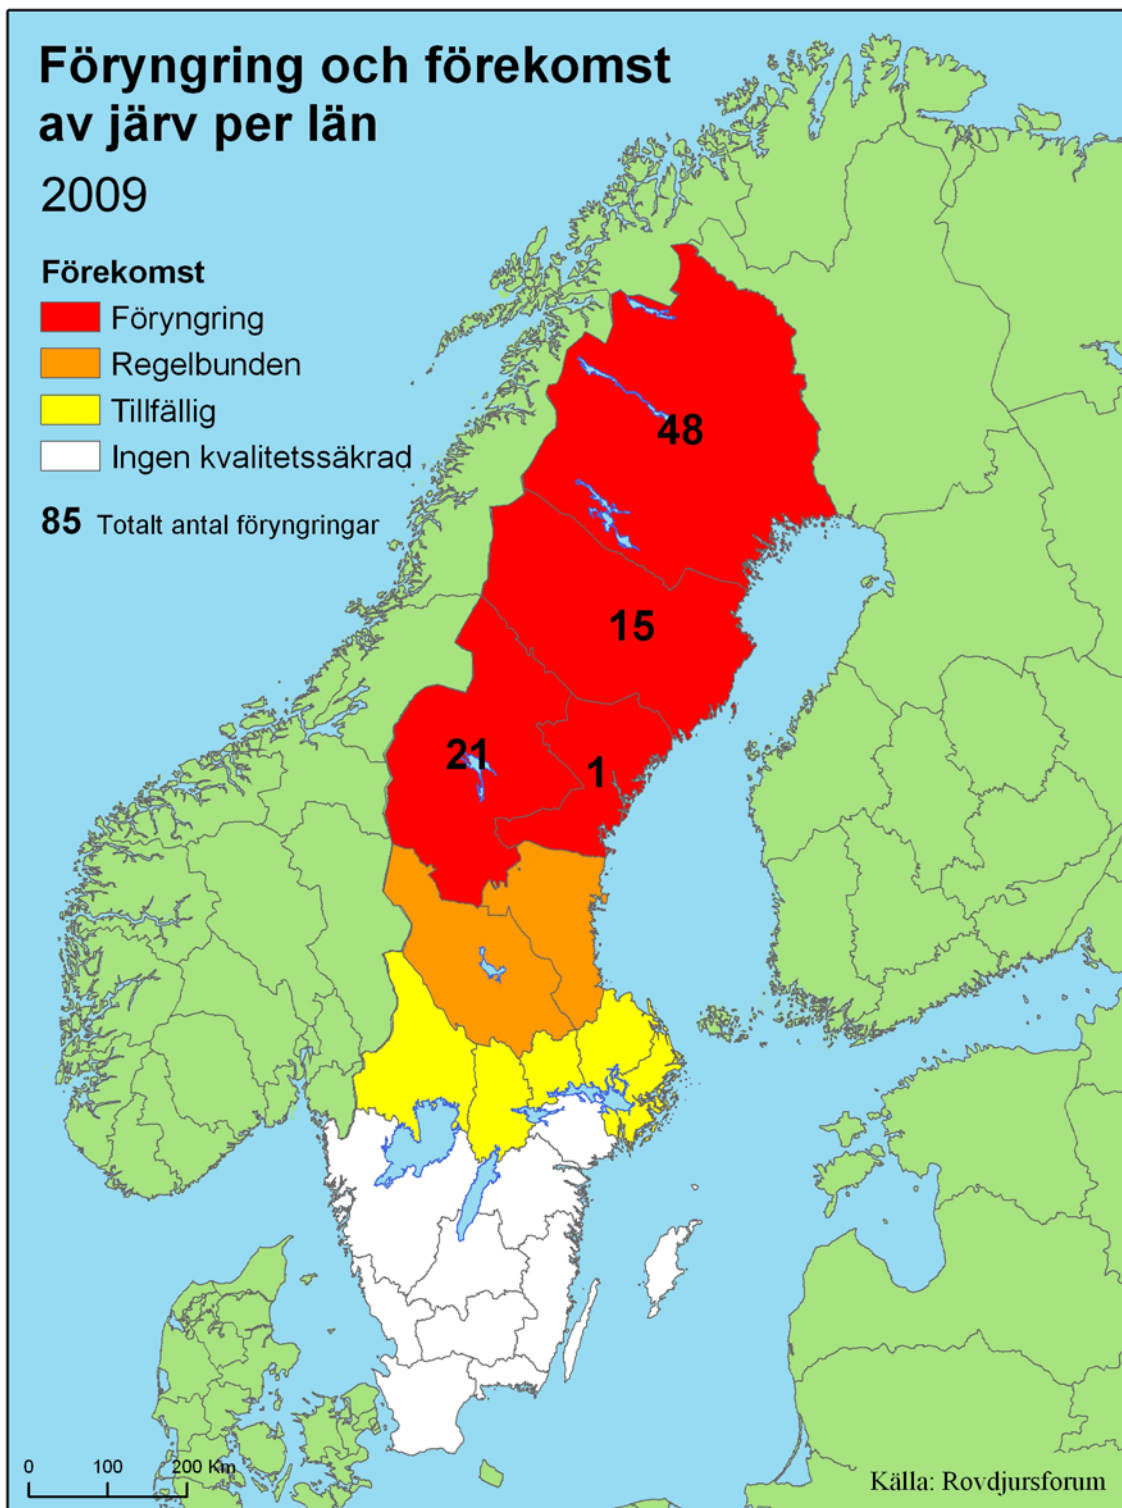 Föryngring och förekomst
av järv per län
2009
Förekomst
Föryngring
Regelbunden
Tillfällig
Ingen kvalitetssäkrad
85 Totalt antal föryngringar
48
15
21
1
0 100 200 Km
Källa: Rovdjursforum